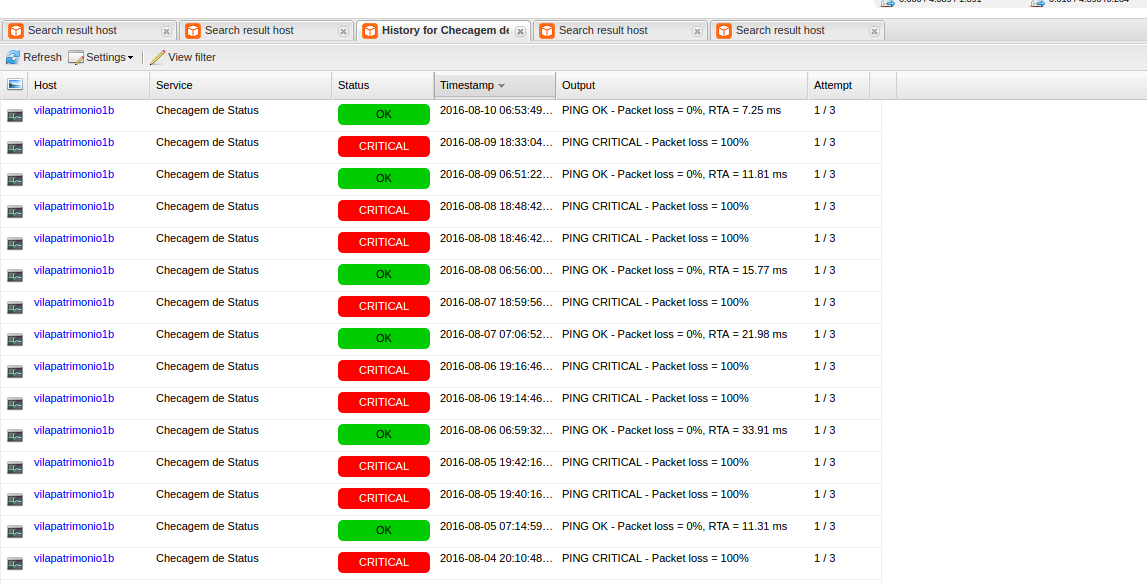 Search result host
Search result host
History for Checagem de
Search result host
Search result host
Refresh Settings View filter
Host Service Status Timestamp Output Attempt
vilapatrimonio1b Checagem de Status OK 2016-08-10 06:53:49... PING OK - Packet loss = 0%, RTA = 7.25 ms 1 / 3
vilapatrimonio1b Checagem de Status CRITICAL 2016-08-09 18:33:04... PING CRITICAL - Packet loss = 100% 1 / 3
vilapatrimonio1b Checagem de Status OK 2016-08-09 06:51:22... PING OK - Packet loss = 0%, RTA = 11.81 ms 1 / 3
vilapatrimonio1b Checagem de Status CRITICAL 2016-08-08 18:48:42... PING CRITICAL - Packet loss = 100% 1 / 3
vilapatrimonio1b Checagem de Status CRITICAL 2016-08-08 18:46:42... PING CRITICAL - Packet loss = 100% 1 / 3
vilapatrimonio1b Checagem de Status OK 2016-08-08 06:56:00... PING OK - Packet loss = 0%, RTA = 15.77 ms 1 / 3
vilapatrimonio1b Checagem de Status CRITICAL 2016-08-07 18:59:56... PING CRITICAL - Packet loss = 100% 1 / 3
vilapatrimonio1b Checagem de Status OK 2016-08-07 07:06:52... PING OK - Packet loss = 0%, RTA = 21.98 ms 1 / 3
vilapatrimonio1b Checagem de Status CRITICAL 2016-08-06 19:16:46... PING CRITICAL - Packet loss = 100% 1 / 3
vilapatrimonio1b Checagem de Status CRITICAL 2016-08-06 19:14:46... PING CRITICAL - Packet loss = 100% 1 / 3
vilapatrimonio1b Checagem de Status OK 2016-08-06 06:59:32... PING OK - Packet loss = 0%, RTA = 33.91 ms 1 / 3
vilapatrimonio1b Checagem de Status CRITICAL 2016-08-05 19:42:16... PING CRITICAL - Packet loss = 100% 1 / 3
vilapatrimonio1b Checagem de Status CRITICAL 2016-08-05 19:40:16... PING CRITICAL - Packet loss = 100% 1 / 3
vilapatrimonio1b Checagem de Status OK 2016-08-05 07:14:59... PING OK - Packet loss = 0%, RTA = 11.31 ms 1 / 3
vilapatrimonio1b Checagem de Status CRITICAL 2016-08-04 20:10:48... PING CRITICAL - Packet loss = 100% 1 / 3